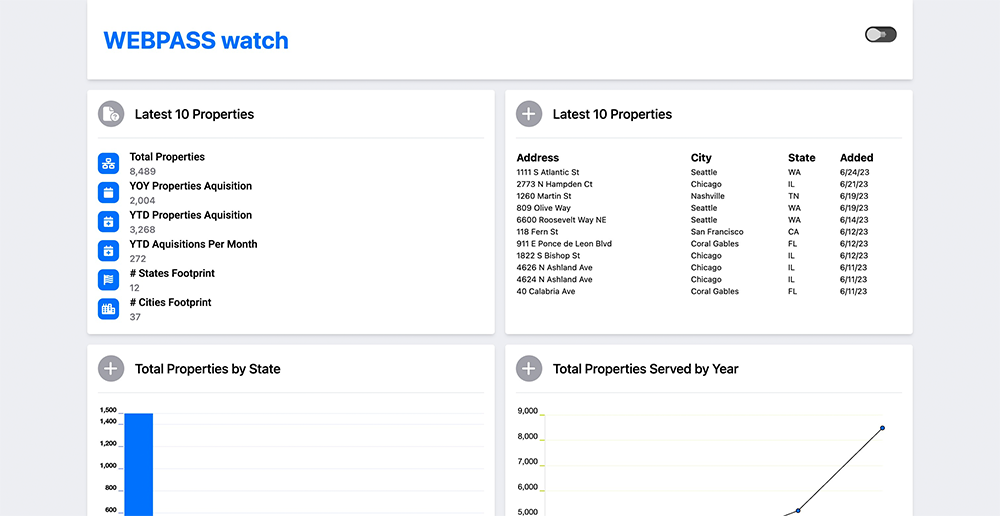 WEBPASS watch
Latest 10 Properties
Total Properties
8,489
YOY Properties Aquisition
2,004
YTD Properties Aquisition
3,268
YTD Aquisitions Per Month
272
# States Footprint
12
# Cities Footprint
37
Latest 10 Properties
Address City State Added
1111 S Atlantic St Seattle WA 6/24/23
2773 N Hampden Ct Chicago IL 6/21/23
1260 Martin St Nashville TN 6/19/23
809 Olive Way Seattle WA 6/19/23
6600 Roosevelt Way NE Seattle WA 6/14/23
118 Fern St San Francisco CA 6/12/23
911 E Ponce de Leon Blvd Coral Gables FL 6/12/23
1822 S Bishop St Chicago IL 6/12/23
4626 N Ashland Ave Chicago IL 6/11/23
4624 N Ashland Ave Chicago IL 6/11/23
40 Calabria Ave Coral Gables FL 6/11/23
Total Properties by State
1,500
1,400
1,200
1,000
800
600
Total Properties Served by Year
9,000
8,000
7,000
6,000
5,000